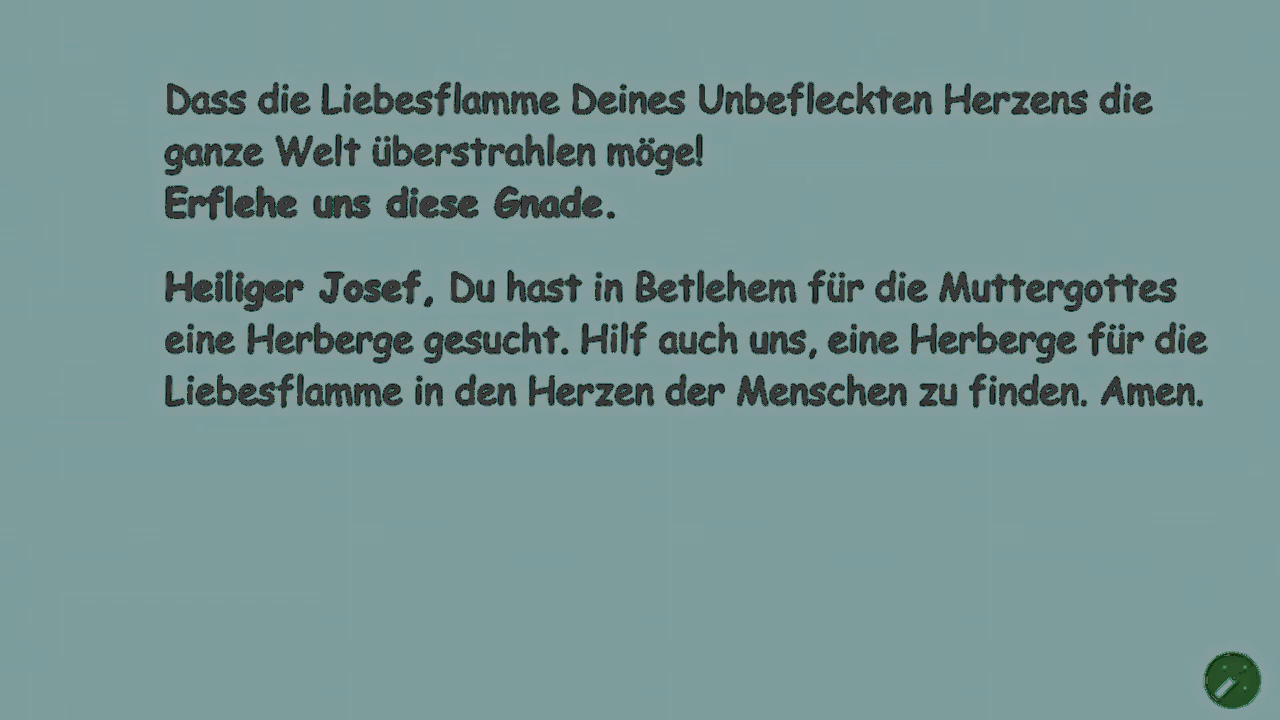 Dass die Liebesflamme Deines Unbefleckten Herzens die
ganze Welt überstrahlen möge!
Erflehe uns diese Gnade.
Heiliger Josef, Du hast in Betlehem für die Muttergottes
eine Herberge gesucht. Hilf auch uns, eine Herberge für die
Liebesflamme in den Herzen der Menschen zu finden. Amen.